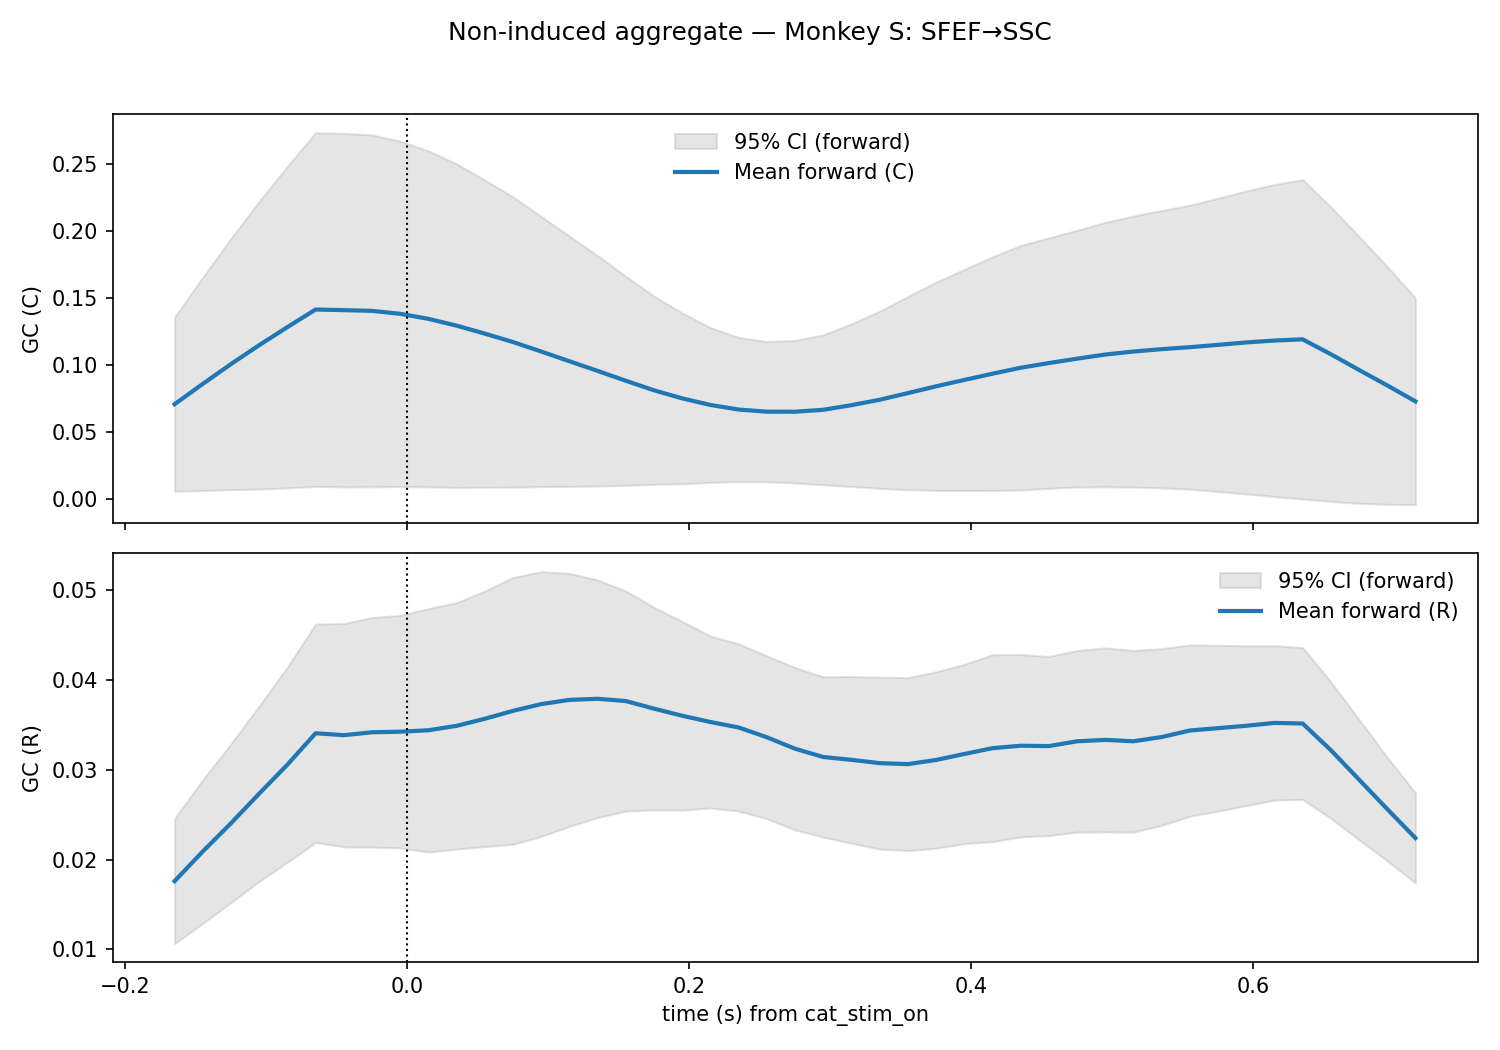 Non-induced aggregate — Monkey S: SFEF→SSC
GC (C)
0.25
0.20
0.15
0.10
0.05
0.00
95% CI (forward)
Mean forward (C)
GC (R)
0.05
0.04
0.03
0.02
0.01
95% CI (forward)
Mean forward (R)
−0.2 0.0 0.2 0.4 0.6
time (s) from cat_stim_on